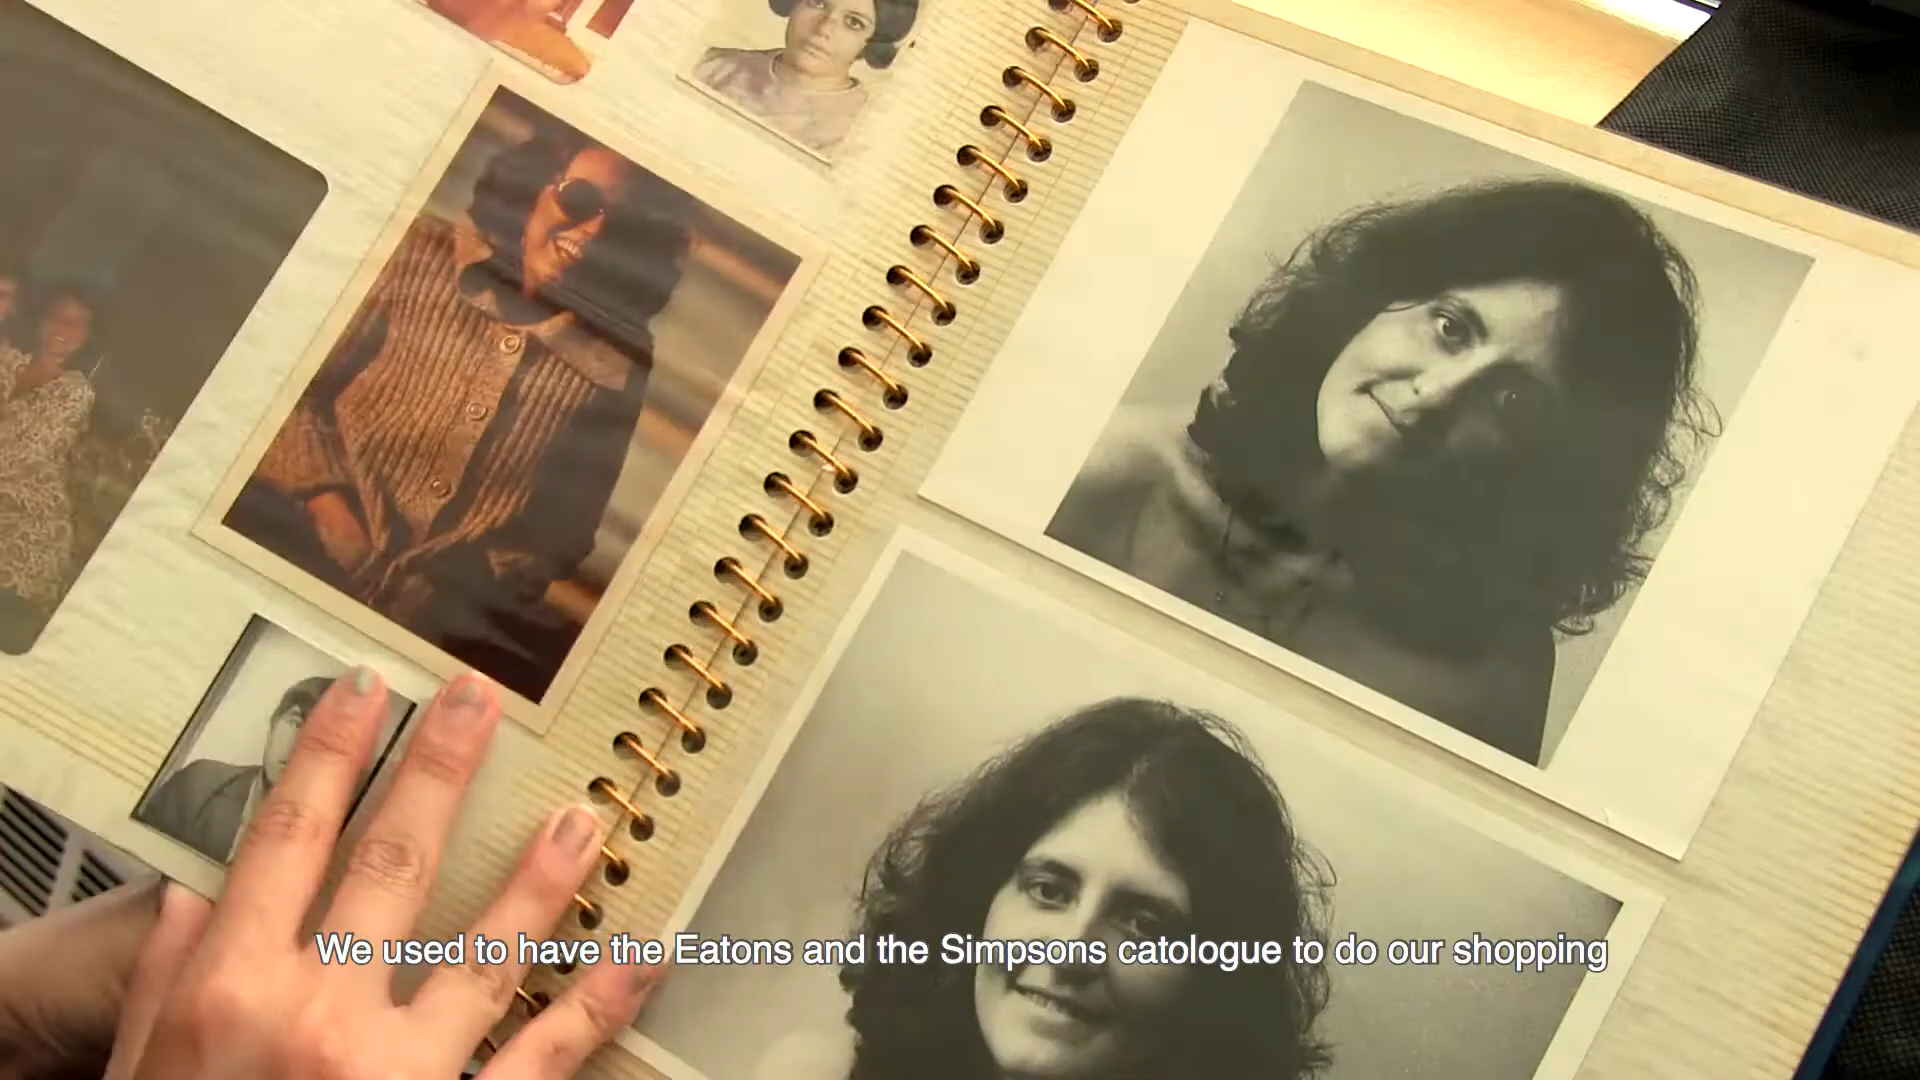 We used to have the Eatons and the Simpsons catologue to do our shopping